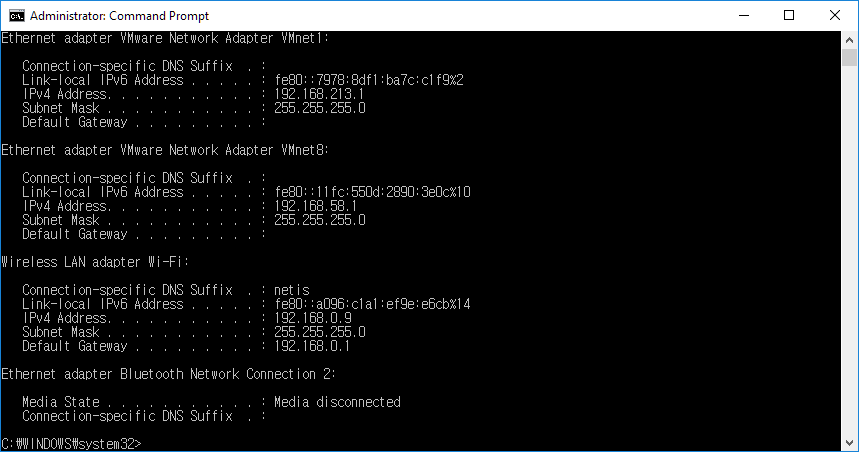 Administrator: Command Prompt
Ethernet adapter VMware Network Adapter VMnet1:
Connection-specific DNS Suffix  . :
Link-local IPv6 Address . . . . . : fe80::7978:8df1:ba7c:c1f9%2
IPv4 Address. . . . . . . . . . . : 192.168.213.1
Subnet Mask . . . . . . . . . . . : 255.255.255.0
Default Gateway . . . . . . . . . :
Ethernet adapter VMware Network Adapter VMnet8:
Connection-specific DNS Suffix  . :
Link-local IPv6 Address . . . . . : fe80::11fc:550d:2890:3e0c%10
IPv4 Address. . . . . . . . . . . : 192.168.58.1
Subnet Mask . . . . . . . . . . . : 255.255.255.0
Default Gateway . . . . . . . . . :
Wireless LAN adapter Wi-Fi:
Connection-specific DNS Suffix  . : netis
Link-local IPv6 Address . . . . . : fe80::a096:c1a1:ef9e:e6cb%14
IPv4 Address. . . . . . . . . . . : 192.168.0.9
Subnet Mask . . . . . . . . . . . : 255.255.255.0
Default Gateway . . . . . . . . . : 192.168.0.1
Ethernet adapter Bluetooth Network Connection 2:
Media State . . . . . . . . . . . : Media disconnected
Connection-specific DNS Suffix  . :
C:₩WINDOWS₩system32>